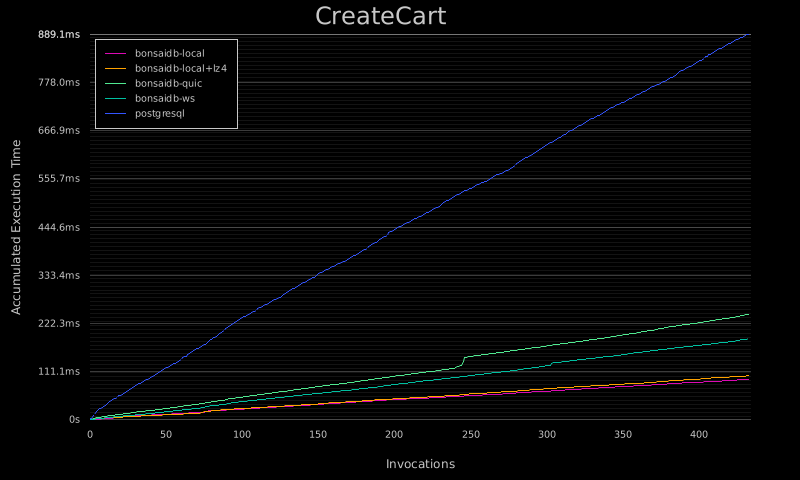 CreateCart
889.1ms
778.0ms
666.9ms
555.7ms
444.6ms
333.4ms
222.3ms
111.1ms
0s
Accumulated Execution Time
bonsaidb-local
bonsaidb-local+lz4
bonsaidb-quic
bonsaidb-ws
postgresql
0 50 100 150 200 250 300 350 400
Invocations